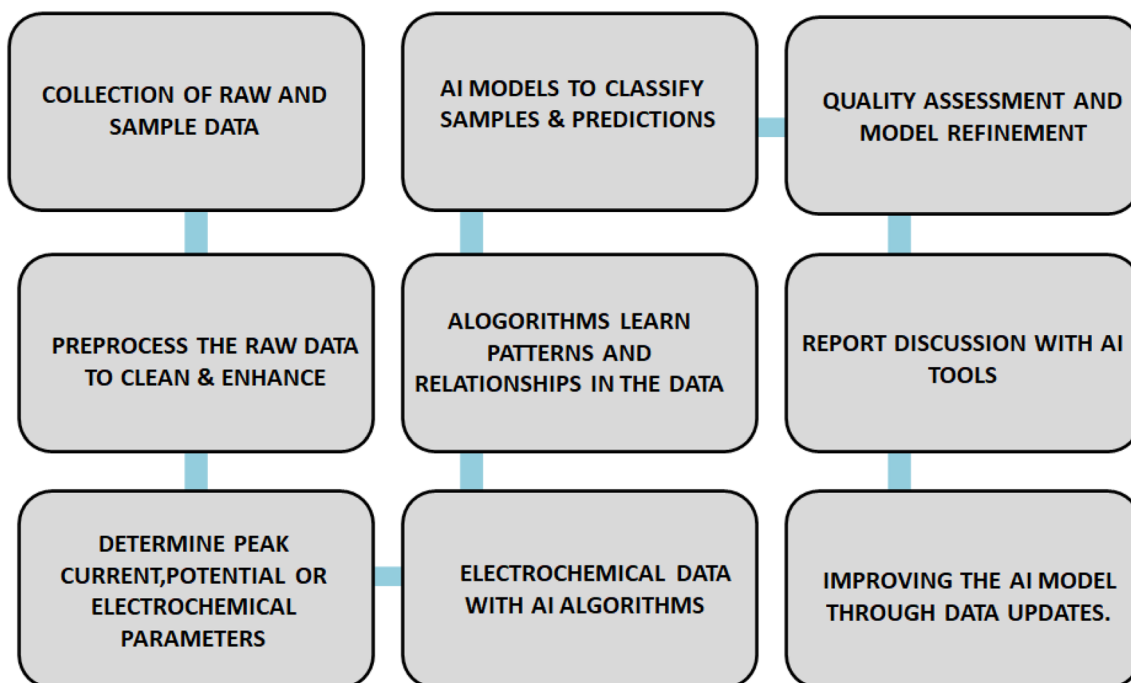 COLLECTION OF RAW AND
SAMPLE DATA
PREPROCESS THE RAW DATA
TO CLEAN & ENHANCE
DETERMINE PEAK
CURRENT,POTENTIAL OR
ELECTROCHEMICAL
PARAMETERS
ELECTROCHEMICAL DATA
WITH AI ALGORITHMS
ALOGORITHMS LEARN
PATTERNS AND
RELATIONSHIPS IN THE DATA
AI MODELS TO CLASSIFY
SAMPLES & PREDICTIONS
QUALITY ASSESSMENT AND
MODEL REFINEMENT
REPORT DISCUSSION WITH AI
TOOLS
IMPROVING THE AI MODEL
THROUGH DATA UPDATES.